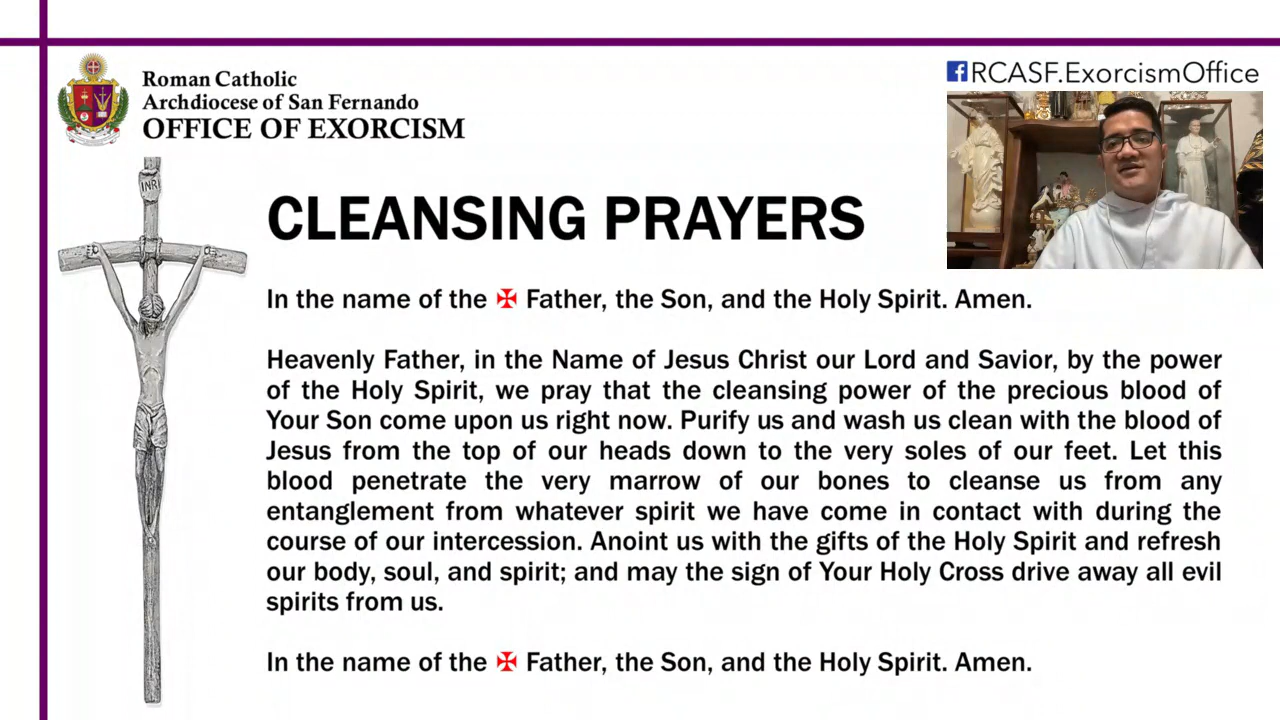 Roman Catholic
Archdiocese of San Fernando
OFFICE OF EXORCISM
RCASF.ExorcismOffice
INRI
CLEANSING PRAYERS
In the name of the ✠ Father, the Son, and the Holy Spirit. Amen.
Heavenly Father, in the Name of Jesus Christ our Lord and Savior, by the power
of the Holy Spirit, we pray that the cleansing power of the precious blood of
Your Son come upon us right now. Purify us and wash us clean with the blood of
Jesus from the top of our heads down to the very soles of our feet. Let this
blood penetrate the very marrow of our bones to cleanse us from any
entanglement from whatever spirit we have come in contact with during the
course of our intercession. Anoint us with the gifts of the Holy Spirit and refresh
our body, soul, and spirit; and may the sign of Your Holy Cross drive away all evil
spirits from us.
In the name of the ✠ Father, the Son, and the Holy Spirit. Amen.